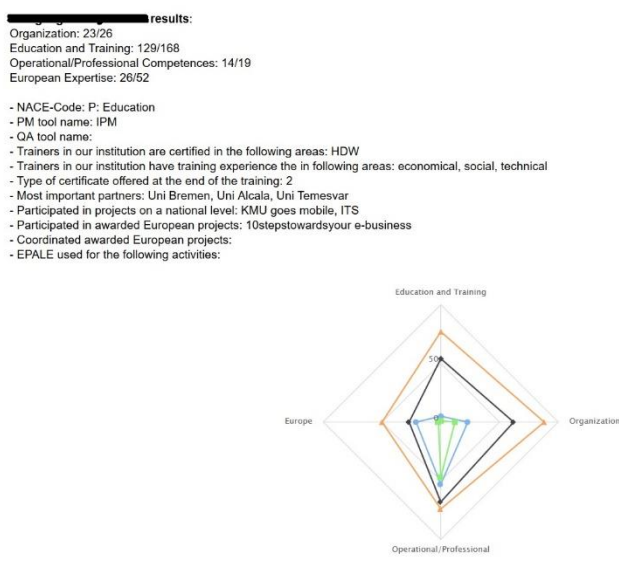 results:
Organization: 23/26
Education and Training: 129/168
Operational/Professional Competences: 14/19
European Expertise: 26/52
- NACE-Code: P: Education
- PM tool name: IPM
- QA tool name:
- Trainers in our institution are certified in the following areas: HDW
- Trainers in our institution have training experience the in following areas: economical, social, technical
- Type of certificate offered at the end of the training: 2
- Most important partners: Uni Bremen, Uni Alcala, Uni Temesvar
- Participated in projects on a national level: KMU goes mobile, ITS
- Participated in awarded European projects: 10stepstowardsyour e-business
- Coordinated awarded European projects:
- EPALE used for the following activities:
Education and Training
50
0
Europe
Organization
Operational/Professional